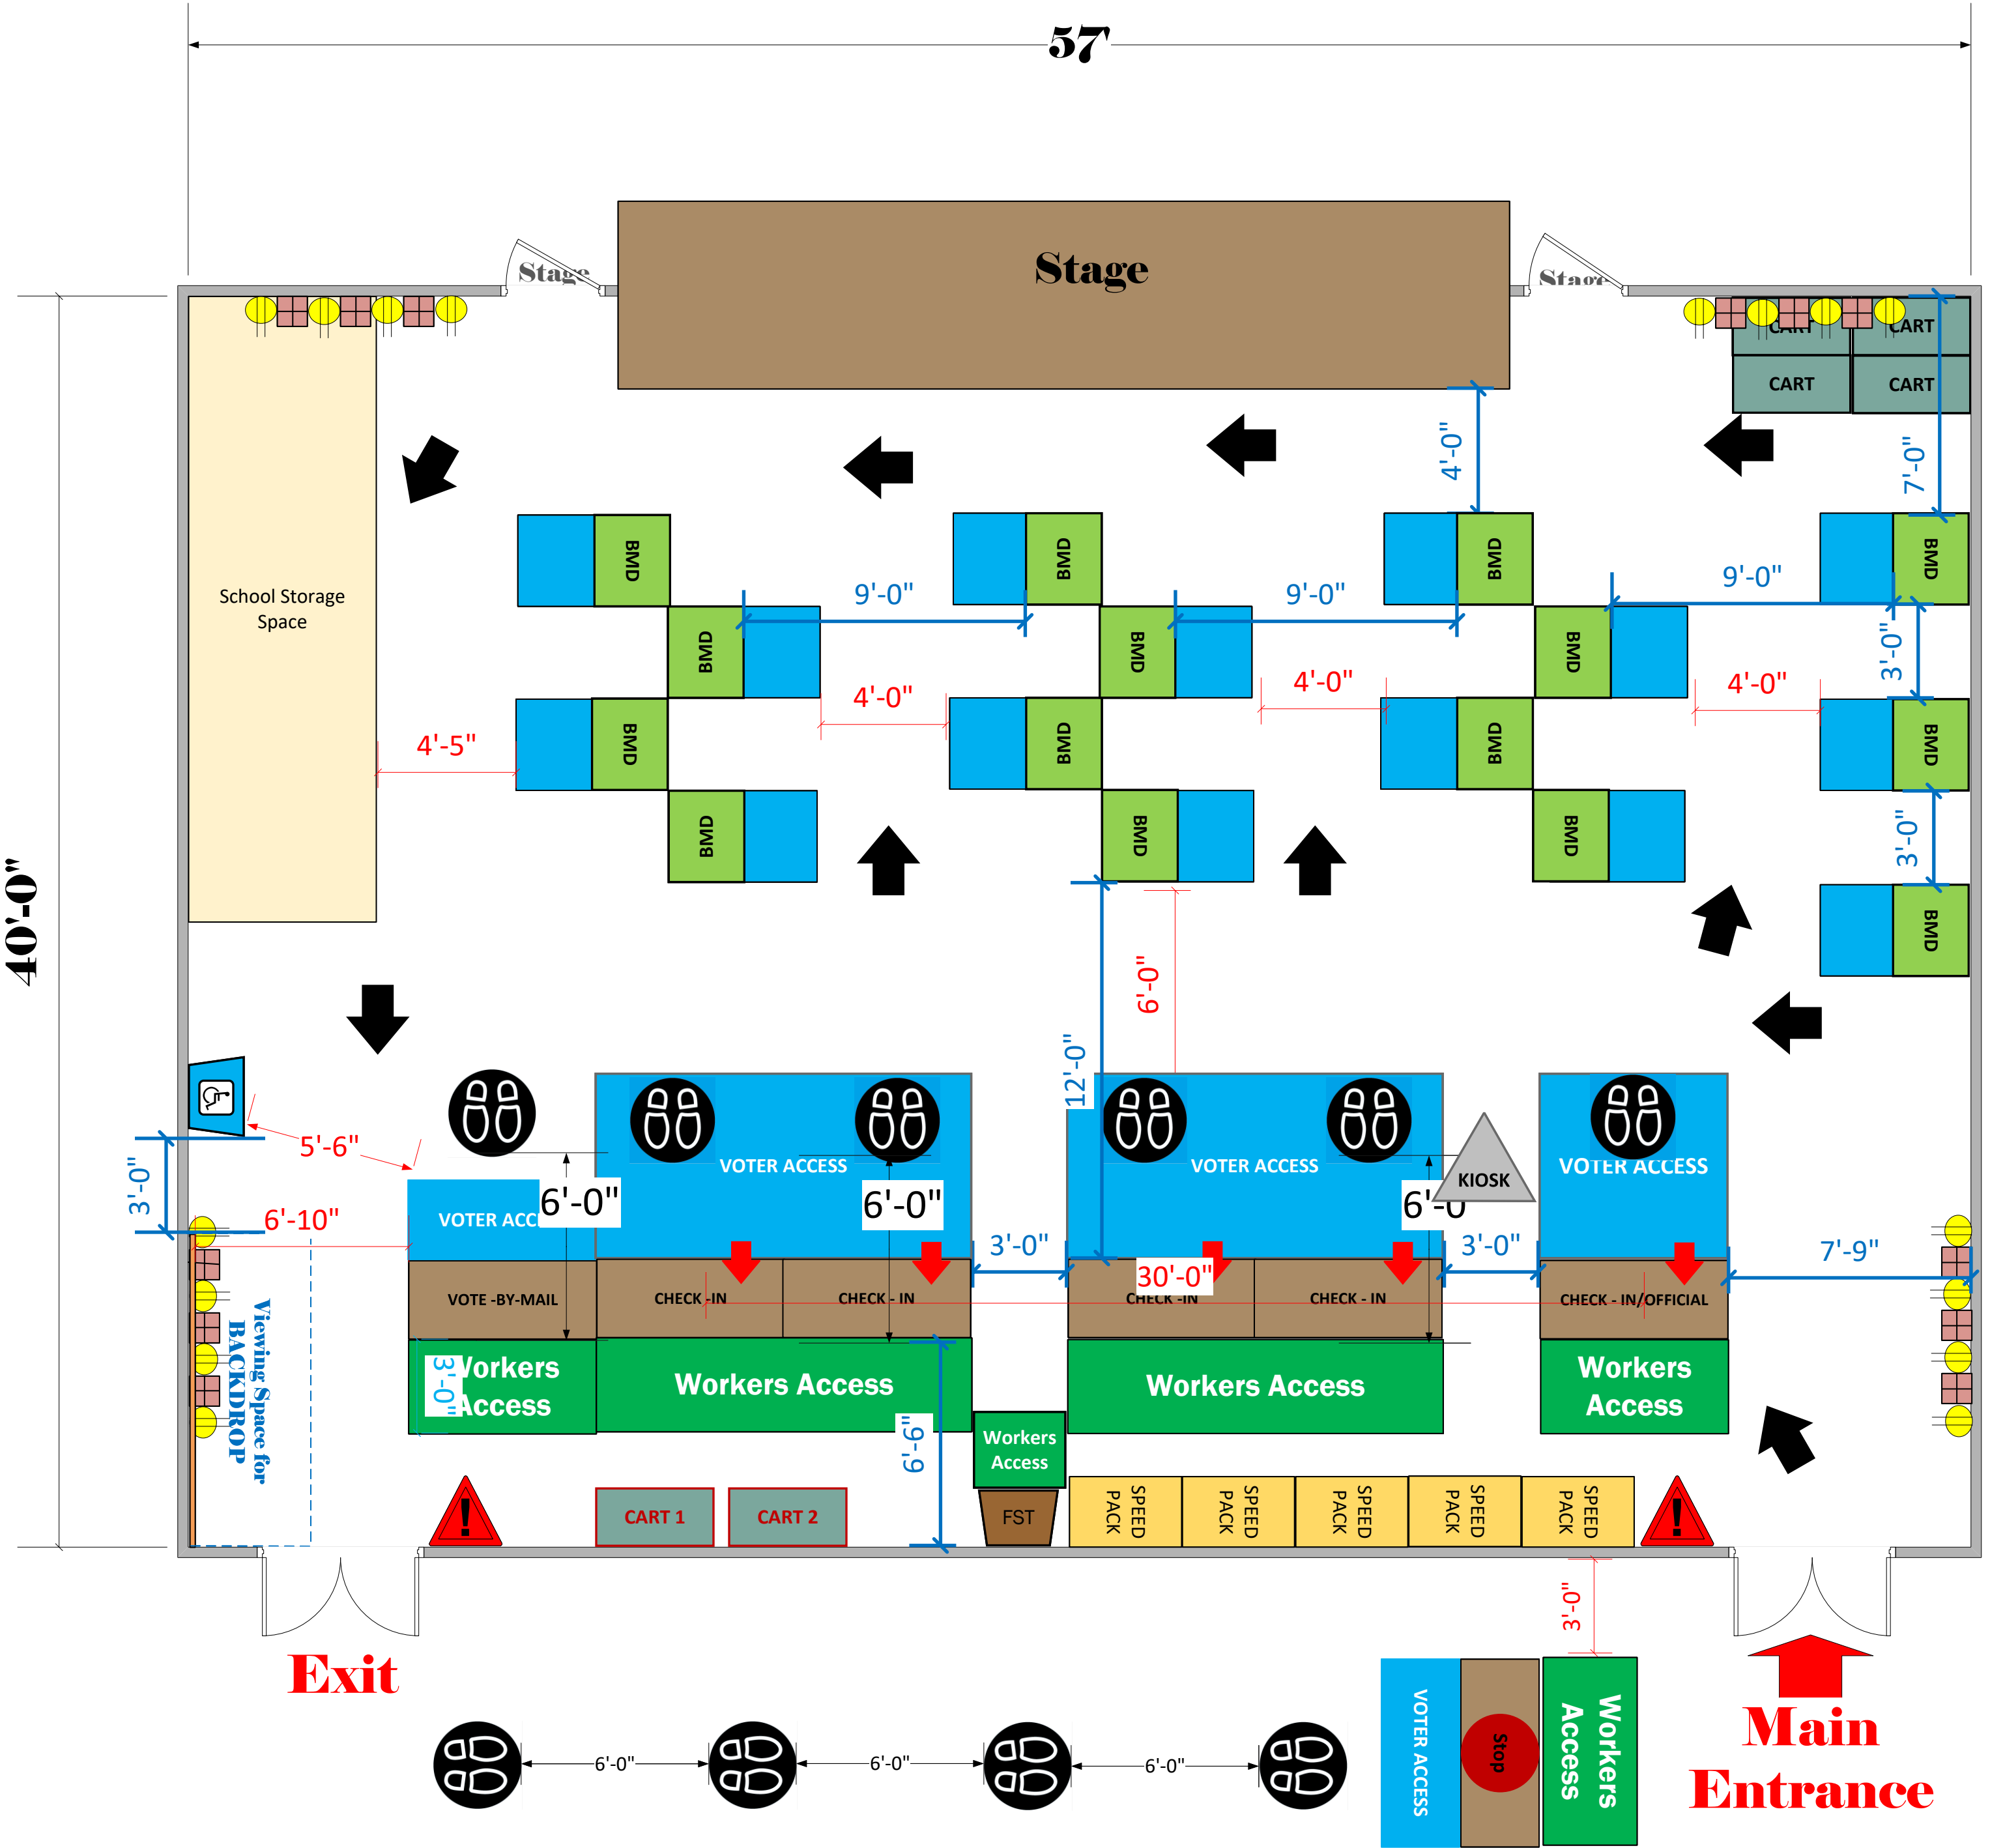 57'
Stage
Stage
Stage
CART
CART
CART
CART
4'-0"
7'-0"
BMD
BMD
BMD
BMD
School Storage
Space
9'-0"
9'-0"
9'-0"
BMD
BMD
BMD
3'-0"
4'-0"
4'-0"
4'-0"
4'-5"
BMD
BMD
BMD
BMD
BMD
BMD
BMD
3'-0"
40'-0"
BMD
6'-0"
12'-0"
5'-6"
3'-0"
VOTER ACCESS
VOTER ACCESS
VOTER ACCESS
KIOSK
6'-0"
6'-0"
6'-0
6'-10"
VOTER ACC
3'-0"
3'-0"
7'-9"
30'-0"
VOTE -BY-MAIL
CHECK -IN
CHECK - IN
CHECK -IN
CHECK - IN
CHECK - IN/OFFICIAL
Viewing Space for
BACKDROP
3'-0"
Workers
Access
Workers Access
Workers Access
Workers
Access
6'-9"
Workers
Access
FST
CART 1
CART 2
SPEED
PACK
SPEED
PACK
SPEED
PACK
SPEED
PACK
SPEED
PACK
!
!
3'-0"
Exit
Main
Entrance
VOTER ACCESS
Stop
Workers
Access
6'-0"
6'-0"
6'-0"